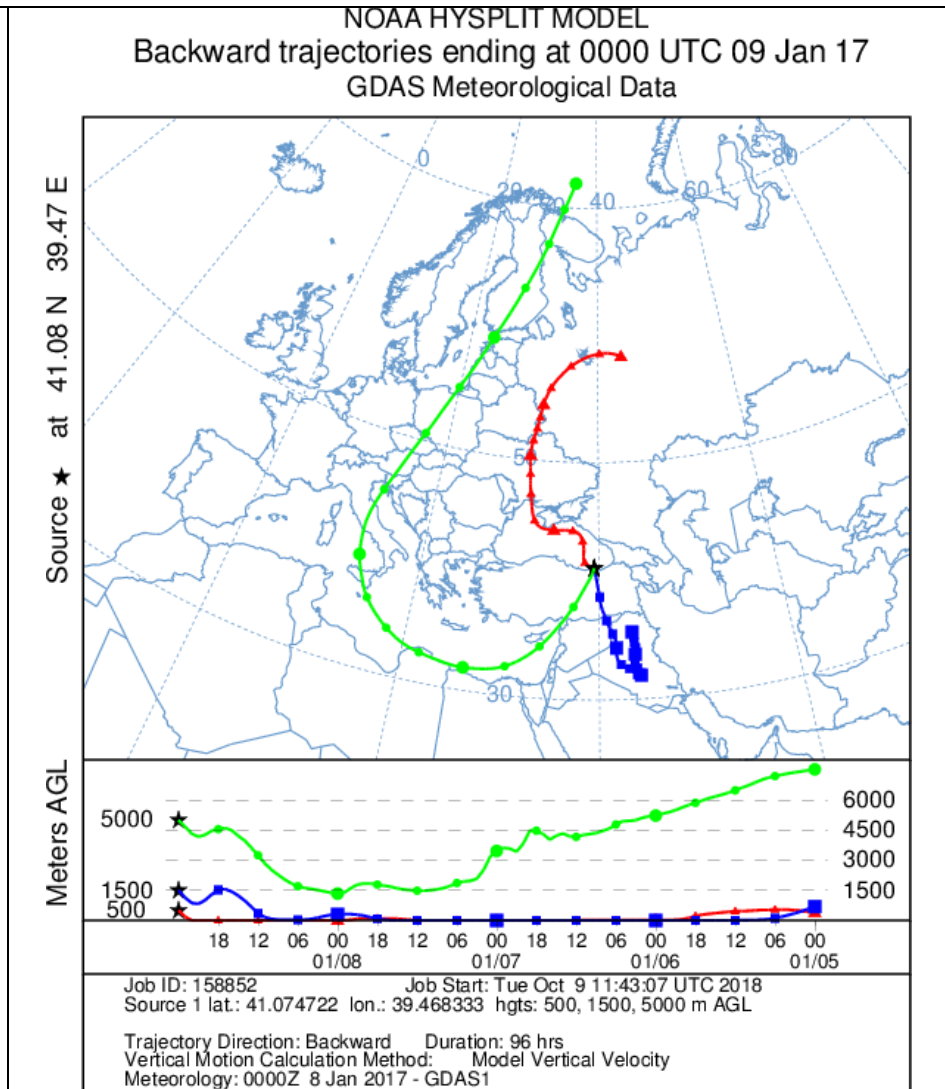 NOAA HYSPLIT MODEL
Backward trajectories ending at 0000 UTC 09 Jan 17
GDAS Meteorological Data
Source ★ at 41.08 N 39.47 E
0 20 40 60 80
30
Meters AGL
5000
1500
500
6000
4500
3000
1500
18 12 06 00 18 12 06 00 18 12 06 00 18 12 06 00
01/08 01/07 01/06 01/05
Job ID: 158852 Job Start: Tue Oct 9 11:43:07 UTC 2018
Source 1 lat.: 41.074722 lon.: 39.468333 hgts: 500, 1500, 5000 m AGL
Trajectory Direction: Backward Duration: 96 hrs
Vertical Motion Calculation Method: Model Vertical Velocity
Meteorology: 0000Z 8 Jan 2017 - GDAS1